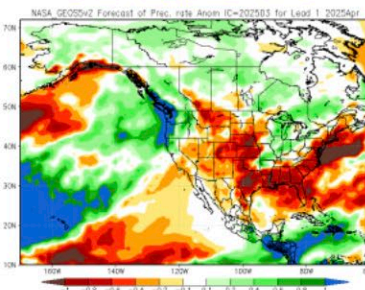 NASA GEOS5v2 Forecast of Prec. rate Anom IC=202503 for Lead 1 2025Apr
70N
60N
50N
40N
30N
20N
10N
160W 140W 120W 100W 80W